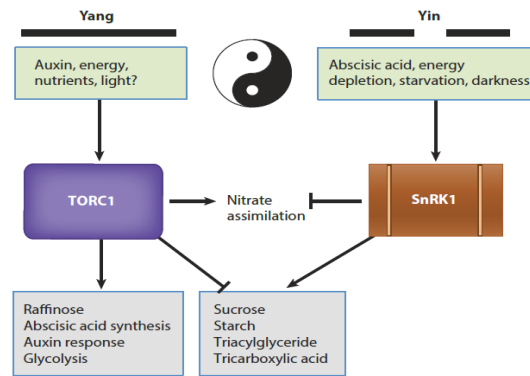 Yang
Yin
Auxin, energy,
nutrients, light?
Abscisic acid, energy
depletion, starvation, darkness
TORC1
Nitrate
assimilation
SnRK1
Raffinose
Abscisic acid synthesis
Auxin response
Glycolysis
Sucrose
Starch
Triacylglyceride
Tricarboxylic acid